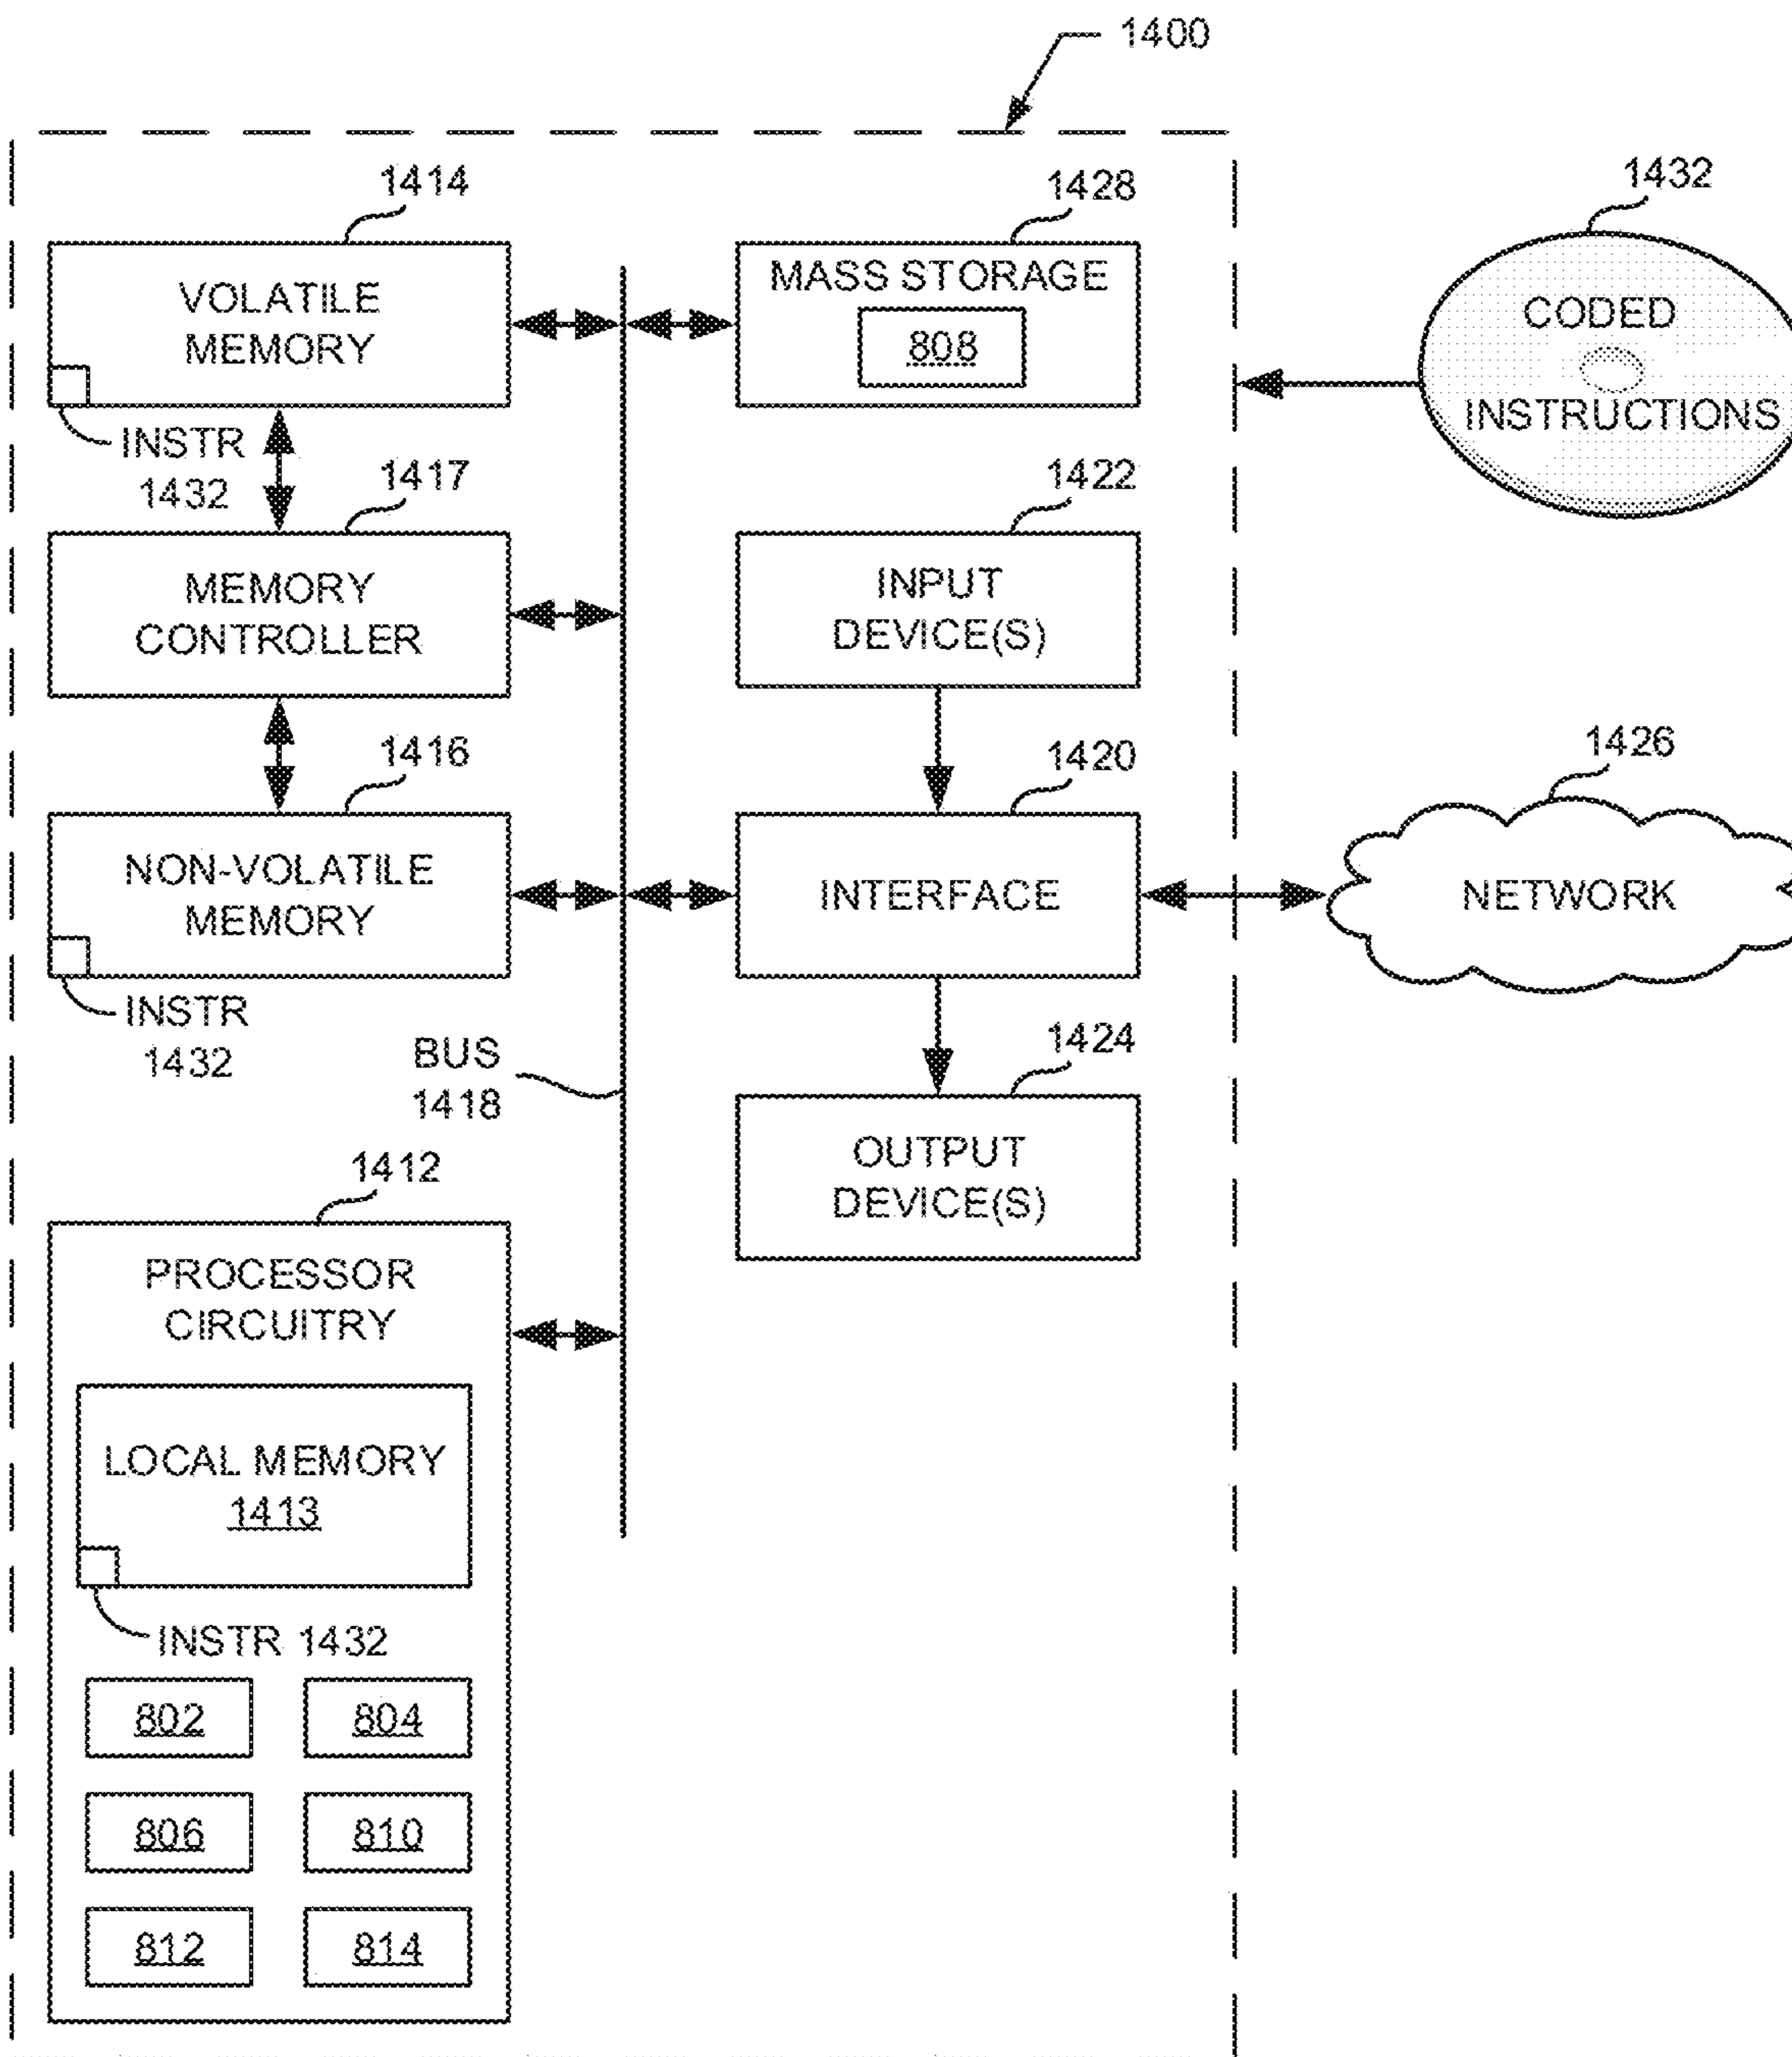 1400
1414
VOLATILE
MEMORY
INSTR
1432
1417
MEMORY
CONTROLLER
1416
NON-VOLATILE
MEMORY
INSTR
1432
BUS
1418
1412
PROCESSOR
CIRCUITRY
LOCAL MEMORY
1413
INSTR 1432
802
804
806
810
812
814
1428
MASS STORAGE
808
1422
INPUT
DEVICE(S)
1420
INTERFACE
1424
OUTPUT
DEVICE(S)
1432
CODED
INSTRUCTIONS
1426
NETWORK